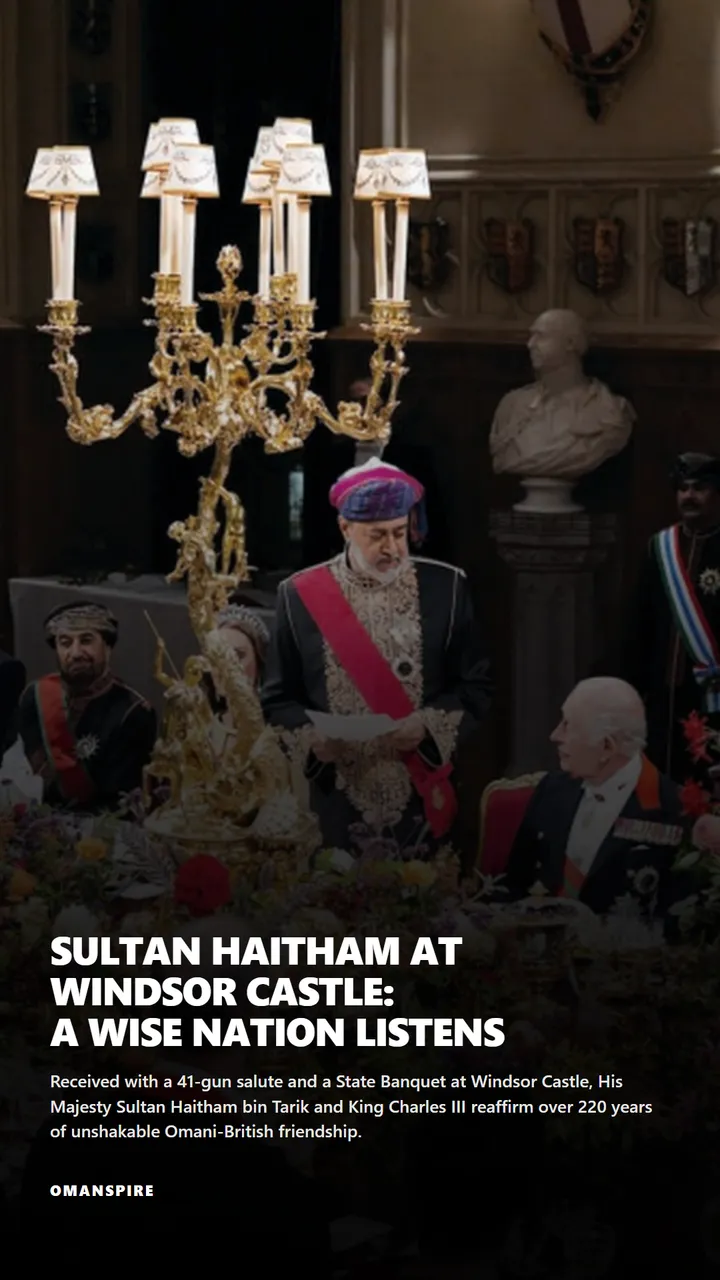 SULTAN HAITHAM AT
WINDSOR CASTLE:
A WISE NATION LISTENS
Received with a 41-gun salute and a State Banquet at Windsor Castle, His
Majesty Sultan Haitham bin Tarik and King Charles III reaffirm over 220 years
of unshakable Omani-British friendship.
OMANSPIRE